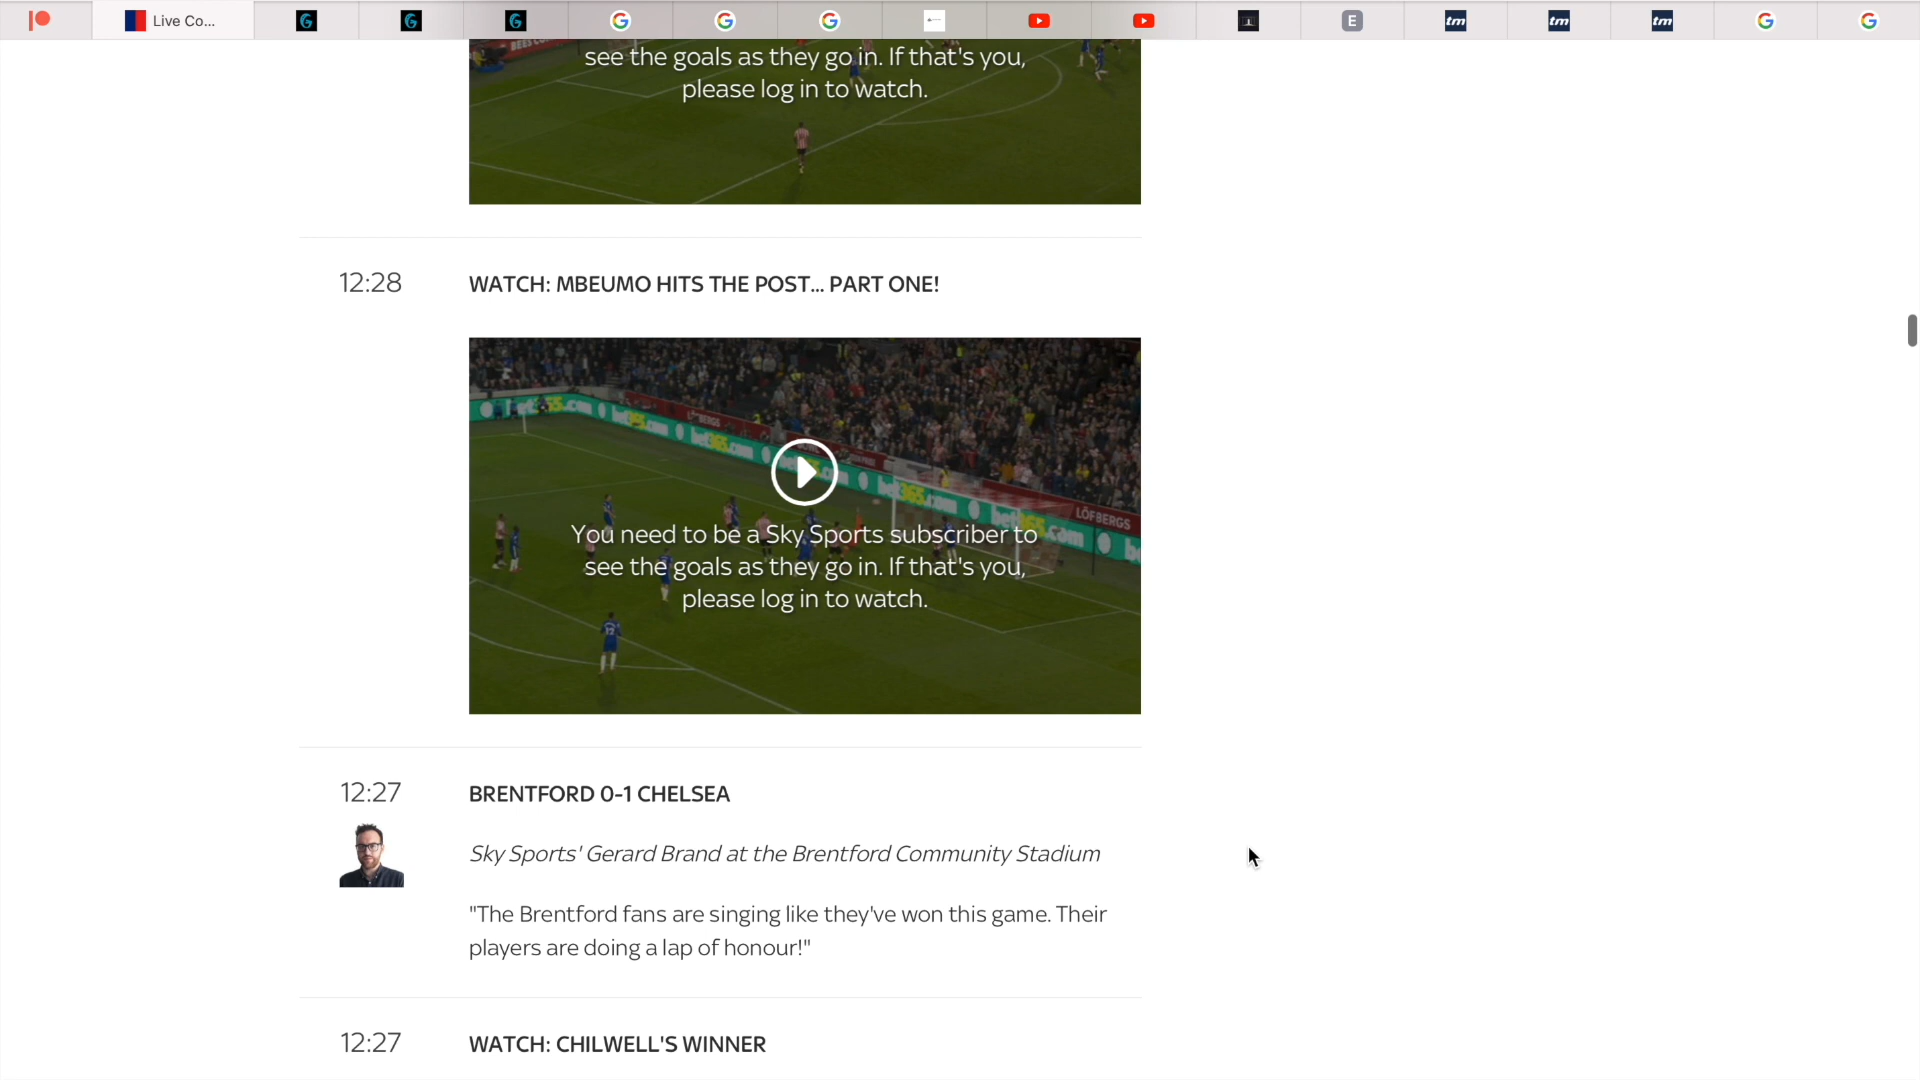 Live Co...
E
tm
tm
tm
see the goals as they go in. If that's you,
please log in to watch.
12:28
WATCH: MBEUMO HITS THE POST... PART ONE!
LÖFBERGS
You need to be a Sky Sports subscriber to
see the goals as they go in. If that's you,
please log in to watch.
12:27
BRENTFORD 0-1 CHELSEA
Sky Sports' Gerard Brand at the Brentford Community Stadium
"The Brentford fans are singing like they've won this game. Their
players are doing a lap of honour!"
12:27
WATCH: CHILWELL'S WINNER